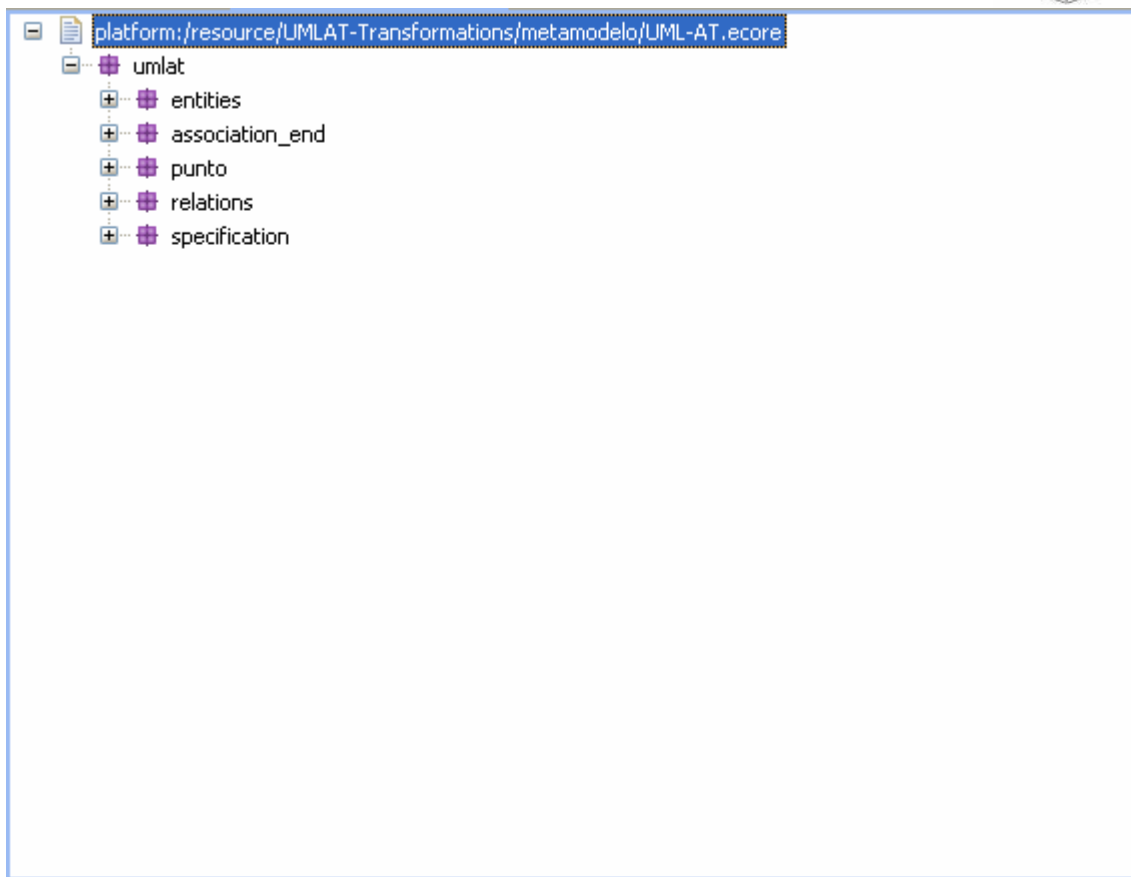 platform:/resource/UMLAT-Transformations/metamodelo/UML-AT.ecore
umlat
entities
association_end
punto
relations
specification